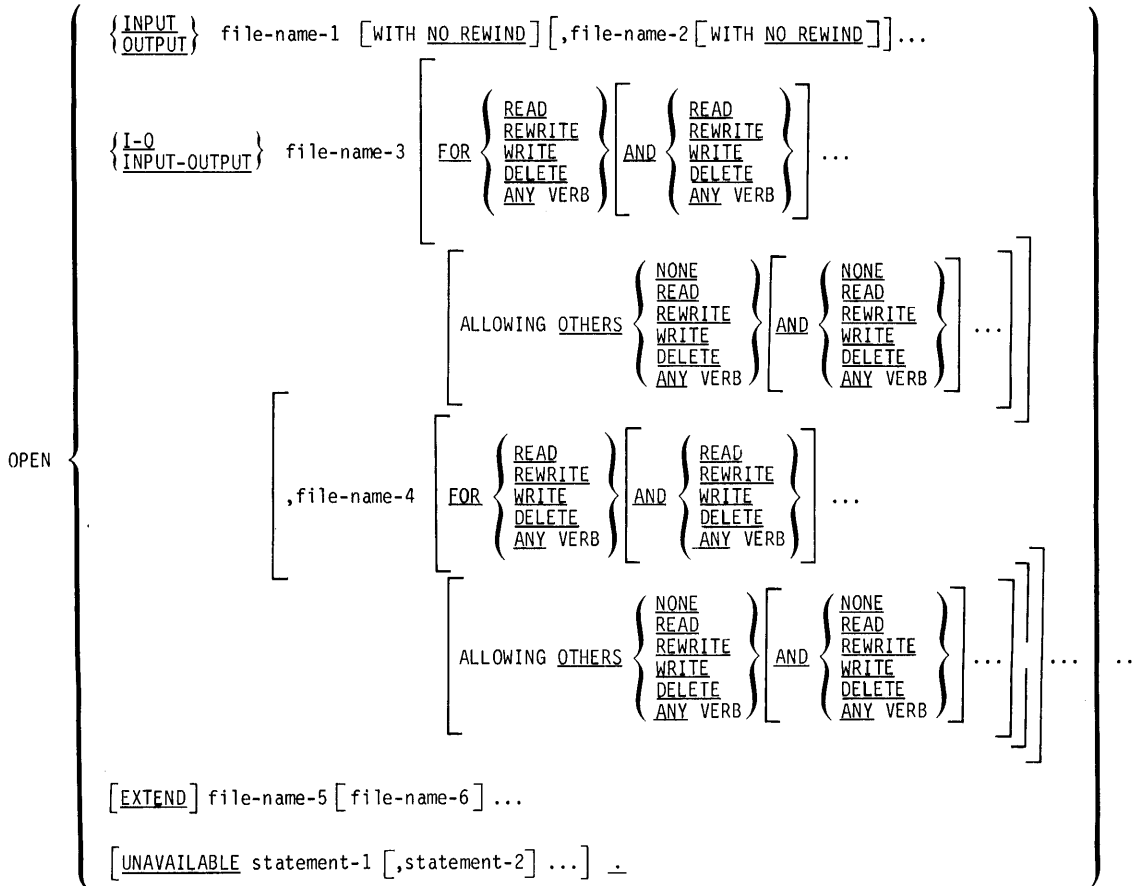 {INPUT OUTPUT} file-name-1 [WITH NO REWIND] [,file-name-2 [WITH NO REWIND]]...
{I-O INPUT-OUTPUT} file-name-3 [FOR {READ REWRITE WRITE DELETE ANY VERB} [AND {READ REWRITE WRITE DELETE ANY VERB}] ...
[ALLOWING OTHERS {NONE READ REWRITE WRITE DELETE ANY VERB} [AND {NONE READ REWRITE WRITE DELETE ANY VERB}] ...]]
OPEN
[,file-name-4 [FOR {READ REWRITE WRITE DELETE ANY VERB} [AND {READ REWRITE WRITE DELETE ANY VERB}] ...
[ALLOWING OTHERS {NONE READ REWRITE WRITE DELETE ANY VERB} [AND {NONE READ REWRITE WRITE DELETE ANY VERB}] ...]]] ... ..
[EXTEND] file-name-5 [file-name-6] ...
[UNAVAILABLE statement-1 [,statement-2] ...] .